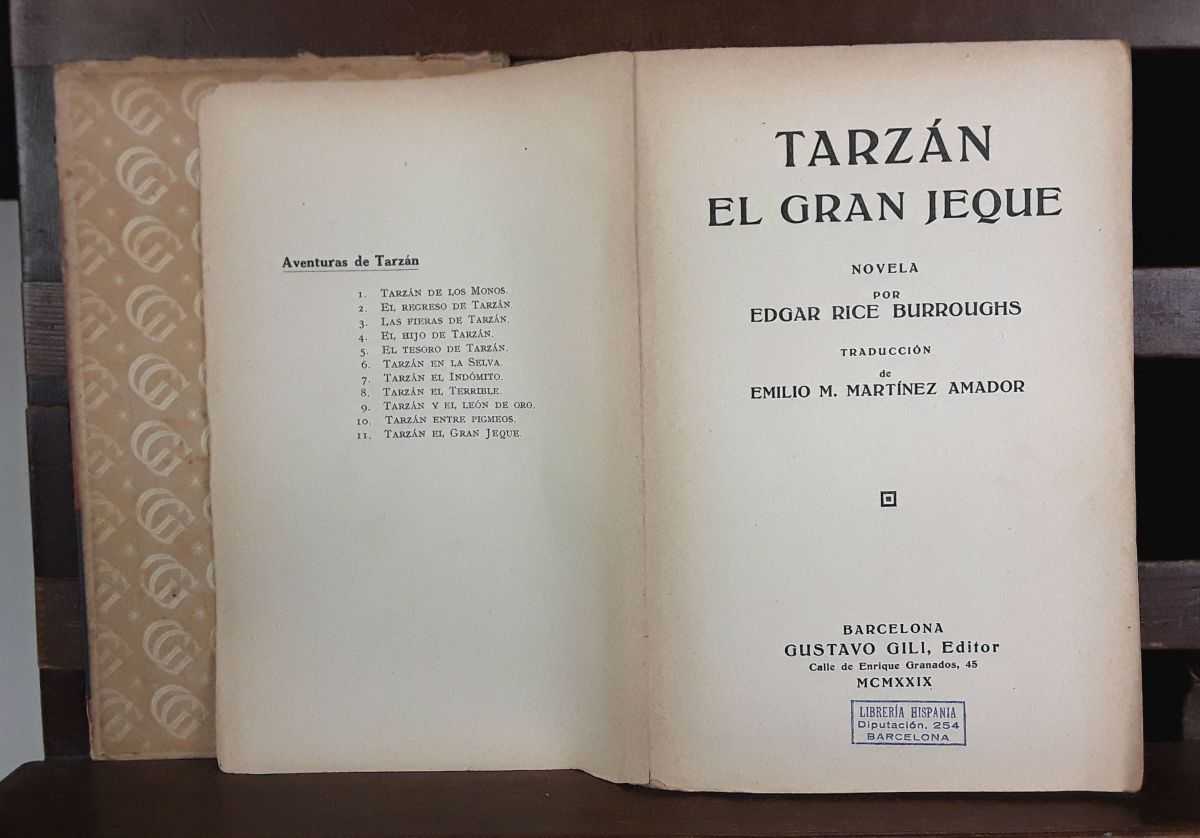 Aventuras de Tarzán
1. TARZÁN DE LOS MONOS.
2. EL REGRESO DE TARZÁN
3. LAS FIERAS DE TARZÁN.
4. EL HIJO DE TARZÁN.
5. EL TESORO DE TARZÁN.
6. TARZÁN EN LA SELVA.
7. TARZÁN EL INDÓMITO.
8. TARZÁN EL TERRIBLE.
9. TARZÁN Y EL LEÓN DE ORO.
10. TARZÁN ENTRE PIGMEOS.
11. TARZÁN EL GRAN JEQUE.
TARZÁN
EL GRAN JEQUE
NOVELA
POR
EDGAR RICE BURROUGHS
TRADUCCIÓN
de
EMILIO M. MARTÍNEZ AMADOR
BARCELONA
GUSTAVO GILI, Editor
Calle de Enrique Granados, 45
MCMXXIX
LIBRERÍA HISPANIA
Diputación, 254
BARCELONA